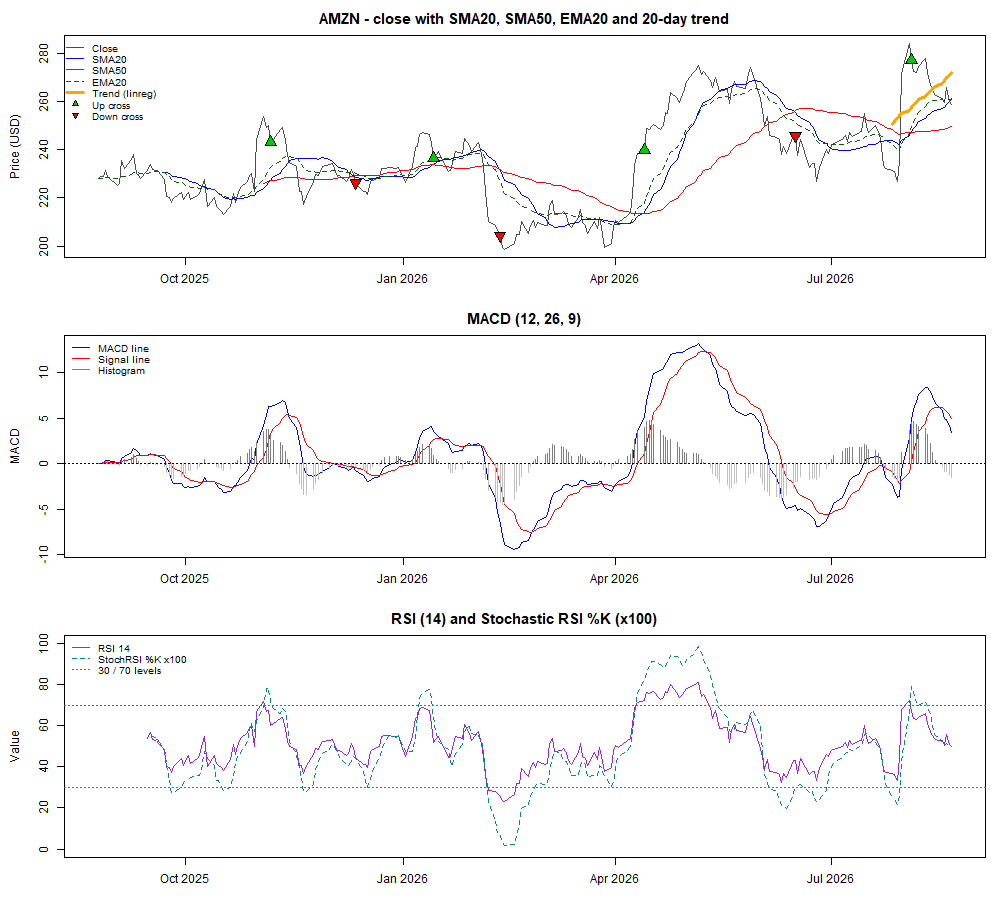 AMZN - close with SMA20, SMA50, EMA20 and 20-day trend
Price (USD)
280
260
240
220
200
Close
SMA20
SMA50
EMA20
Trend (linreg)
Up cross
Down cross
Oct 2025
Jan 2026
Apr 2026
Jul 2026
MACD (12, 26, 9)
MACD
10
5
0
-5
-10
MACD line
Signal line
Histogram
Oct 2025
Jan 2026
Apr 2026
Jul 2026
RSI (14) and Stochastic RSI %K (x100)
Value
100
80
60
40
20
0
RSI 14
StochRSI %K x100
30 / 70 levels
Oct 2025
Jan 2026
Apr 2026
Jul 2026